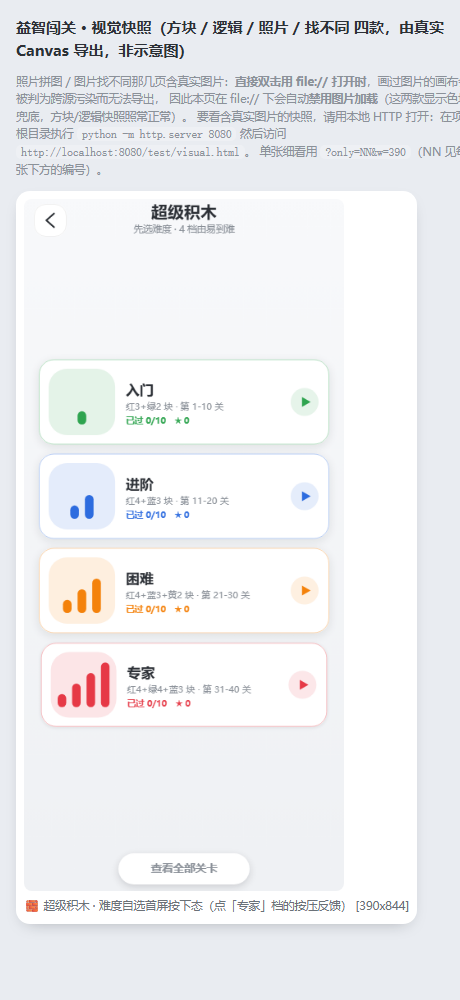 益智闯关 · 视觉快照（方块 / 逻辑 / 照片 / 找不同 四款，由真实
Canvas 导出，非示意图）
照片拼图 / 图片找不同那几页含真实图片：直接双击用 file:// 打开时，画过图片的画布
被判为跨源污染而无法导出， 因此本页在 file:// 下会自动禁用图片加载（这两款显示色
兜底，方块/逻辑快照照常正常）。 要看含真实图片的快照，请用本地 HTTP 打开：在项
根目录执行 python -m http.server 8080 然后访问
http://localhost:8080/test/visual.html 。 单张细看用 ?only=NN&w=390 （NN 见每
张下方的编号）。
超级积木
先选难度 · 4 档由易到难
入门
红3+绿2 块 · 第 1-10 关
已过 0/10 ★ 0
进阶
红4+蓝3 块 · 第 11-20 关
已过 0/10 ★ 0
困难
红4+蓝3+黄2 块 · 第 21-30 关
已过 0/10 ★ 0
专家
红4+绿4+蓝3 块 · 第 31-40 关
已过 0/10 ★ 0
查看全部关卡
超级积木 · 难度自选首屏按下态（点「专家」档的按压反馈） [390x844]